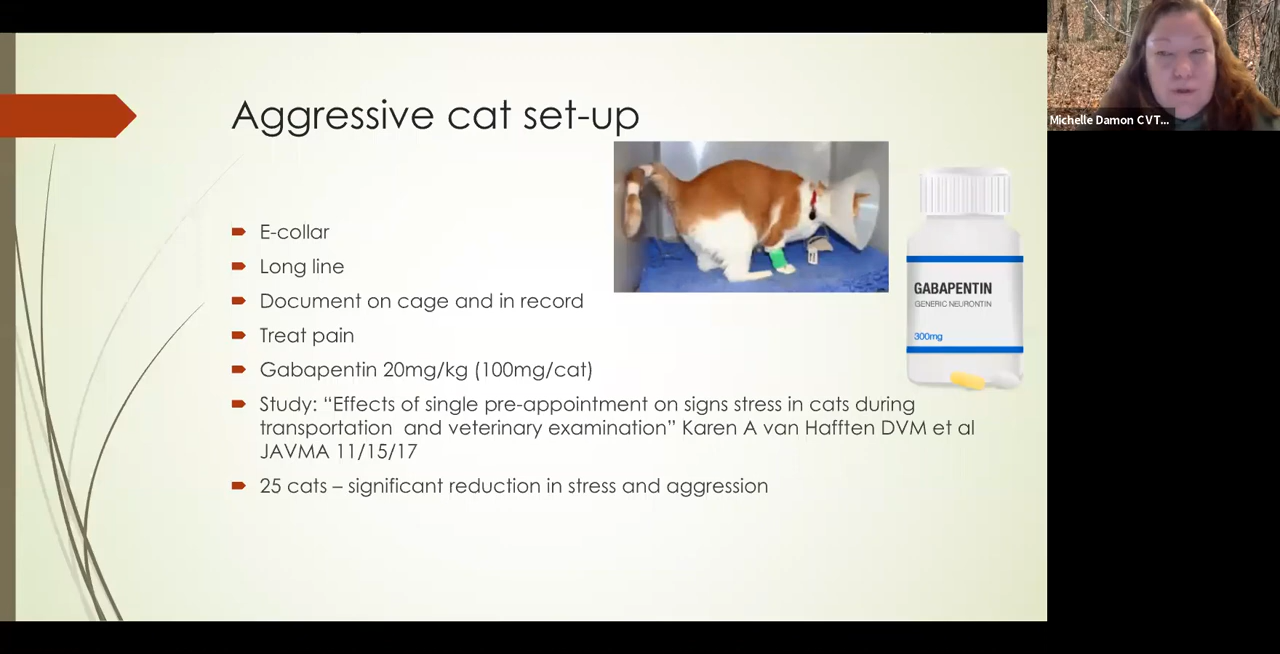 Aggressive cat set-up
E-collar
Long line
Document on cage and in record
Treat pain
Gabapentin 20mg/kg (100mg/cat)
Study: “Effects of single pre-appointment on signs stress in cats during
transportation  and veterinary examination” Karen A van Hafften DVM et al
JAVMA 11/15/17
25 cats – significant reduction in stress and aggression
GABAPENTIN
GENERIC NEURONTIN
300mg
Michelle Damon CVT...